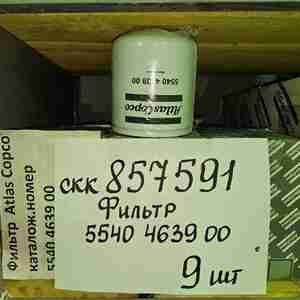 5540 4639 00
Atlas Copco
скк 857591
Фильтр
5540 4639 00
9 шт
Фильтр Atlas Copco
каталож.номер
5540 4639 00